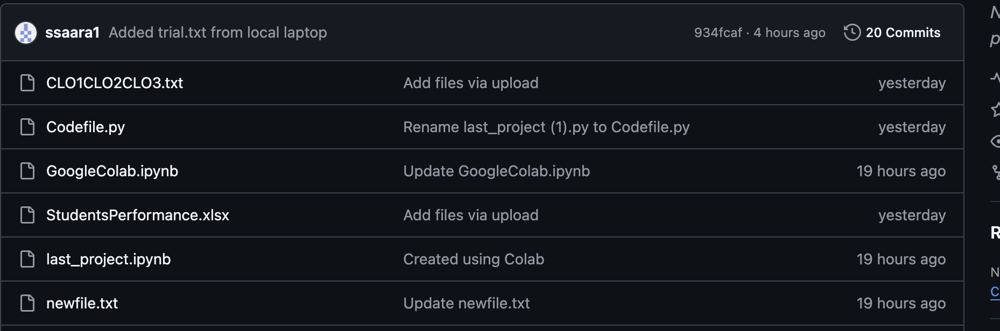 ssaara1 Added trial.txt from local laptop 934fcaf · 4 hours ago 20 Commits
CLO1CLO2CLO3.txt Add files via upload yesterday
Codefile.py Rename last_project (1).py to Codefile.py yesterday
GoogleColab.ipynb Update GoogleColab.ipynb 19 hours ago
StudentsPerformance.xlsx Add files via upload yesterday
last_project.ipynb Created using Colab 19 hours ago
newfile.txt Update newfile.txt 19 hours ago